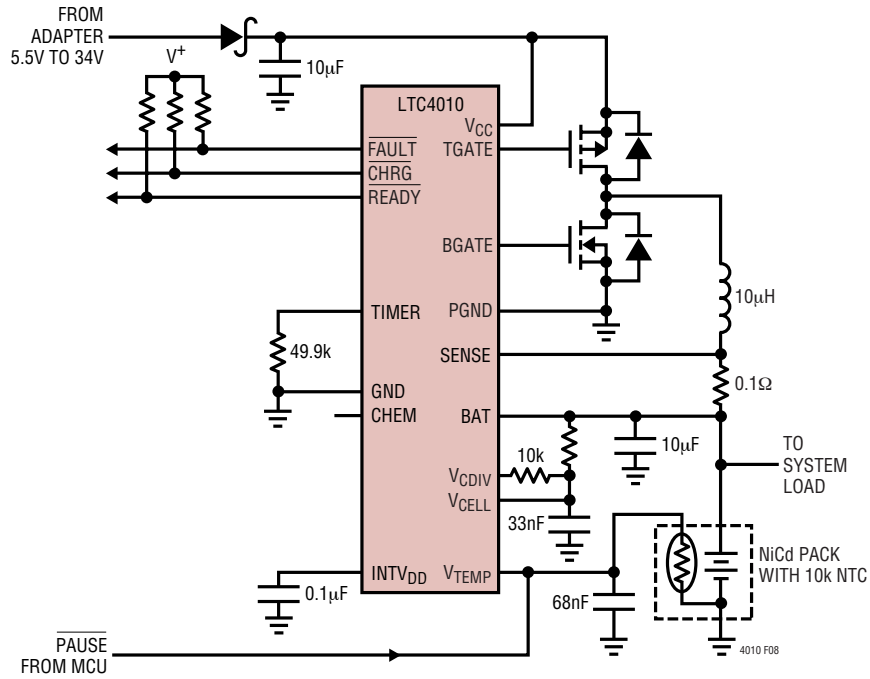 FROM
ADAPTER
5.5V TO 34V
V+
10µF
LTC4010
VCC
FAULT
TGATE
CHRG
READY
BGATE
10µH
TIMER
PGND
49.9k
SENSE
0.1Ω
GND
CHEM
BAT
10µF
TO
SYSTEM
LOAD
10k
VCDIV
VCELL
33nF
NiCd PACK
WITH 10k NTC
INTVDD
VTEMP
0.1µF
68nF
4010 F08
PAUSE
FROM MCU